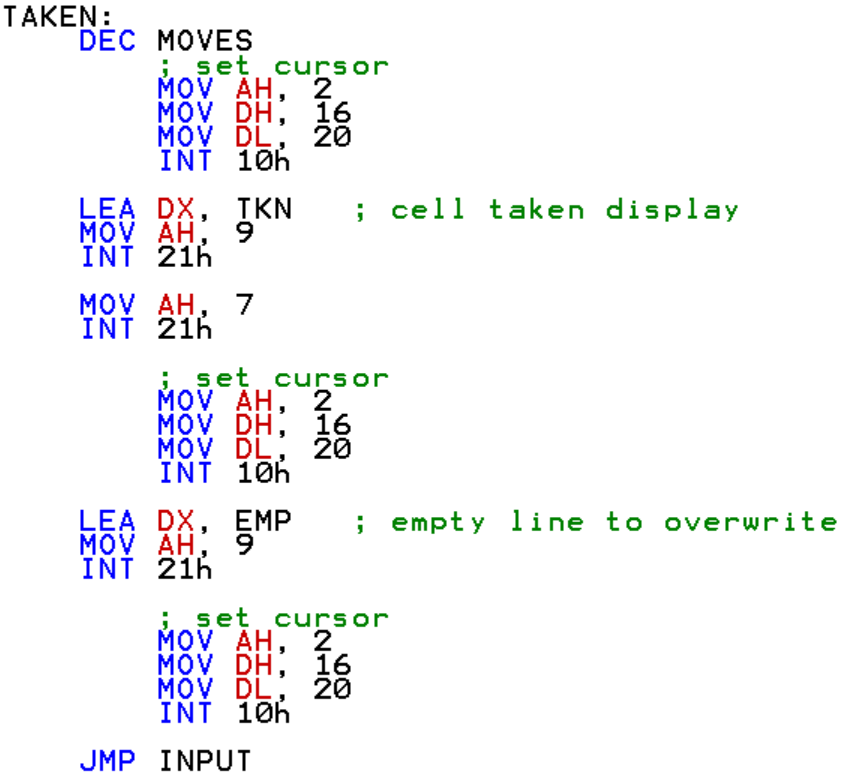 TAKEN:
DEC MOVES
; set cursor
MOV AH, 2
MOV DH, 16
MOV DL, 20
INT 10h
LEA DX, TKN ; cell taken display
MOV AH, 9
INT 21h
MOV AH, 7
INT 21h
; set cursor
MOV AH, 2
MOV DH, 16
MOV DL, 20
INT 10h
LEA DX, EMP ; empty line to overwrite
MOV AH, 9
INT 21h
; set cursor
MOV AH, 2
MOV DH, 16
MOV DL, 20
INT 10h
JMP INPUT